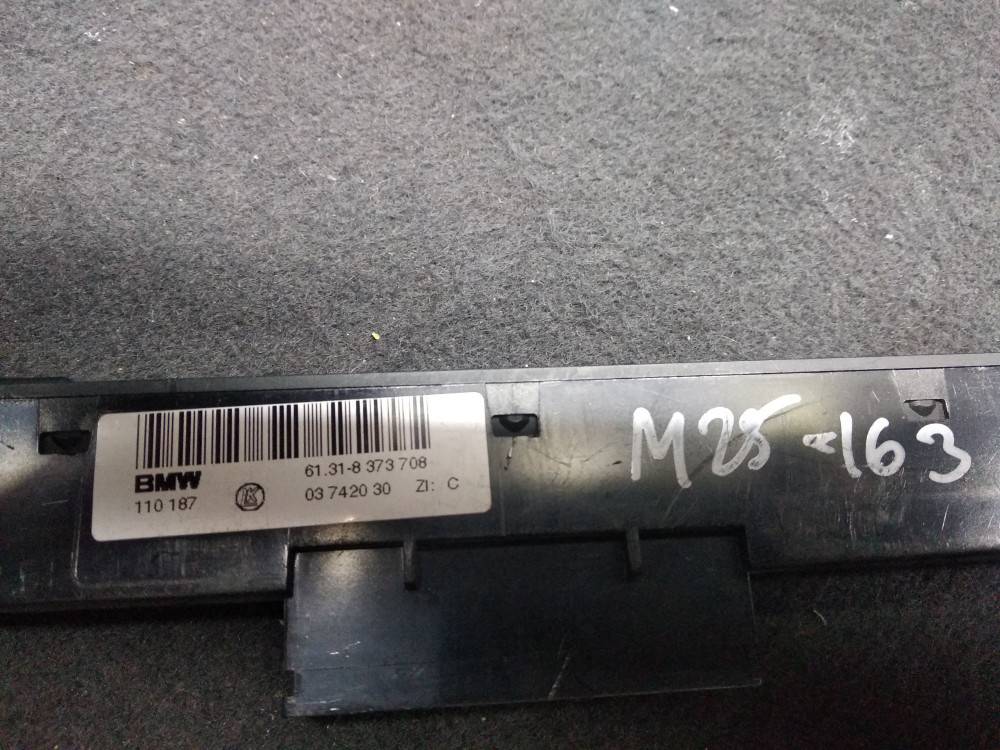 61.31-8 373 708
BMW
110 187
03 7420 30 ZI: C
M25-163